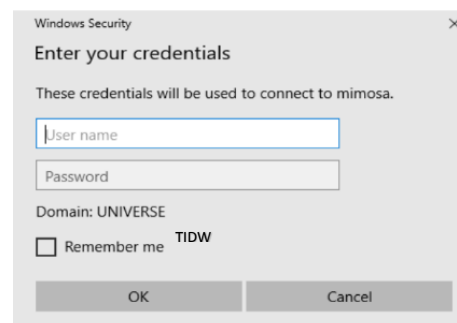 Windows Security
Enter your credentials
These credentials will be used to connect to mimosa.
User name
Password
Domain: UNIVERSE
Remember me TIDW
OK Cancel